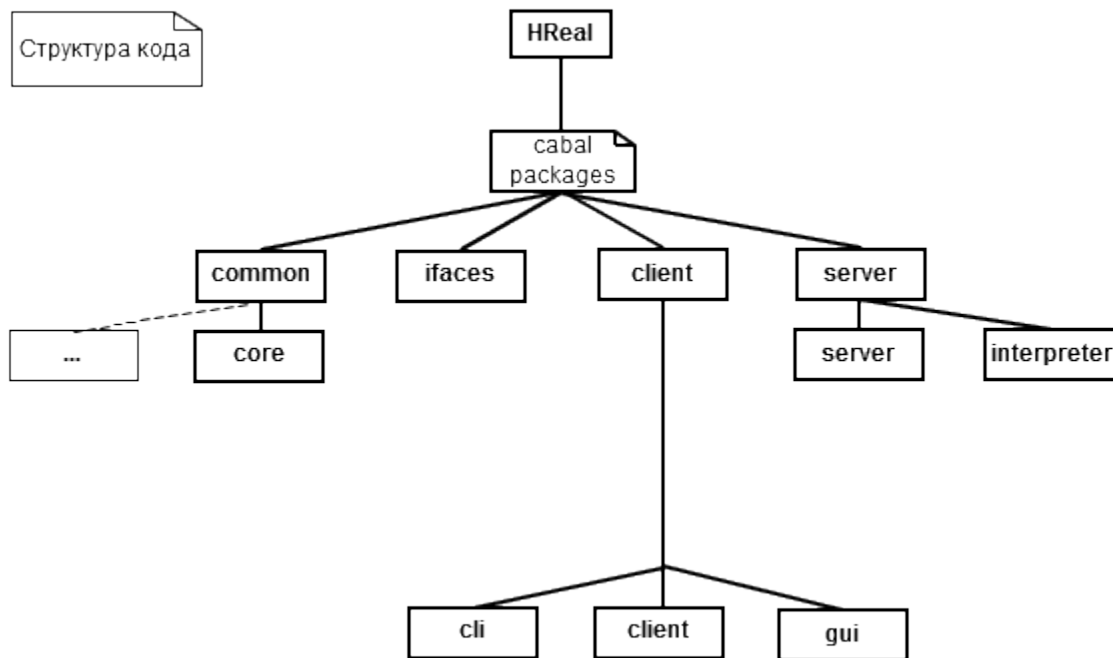 Структура кода
HReal
cabal
packages
common
ifaces
client
server
...
core
server
interpreter
cli
client
gui